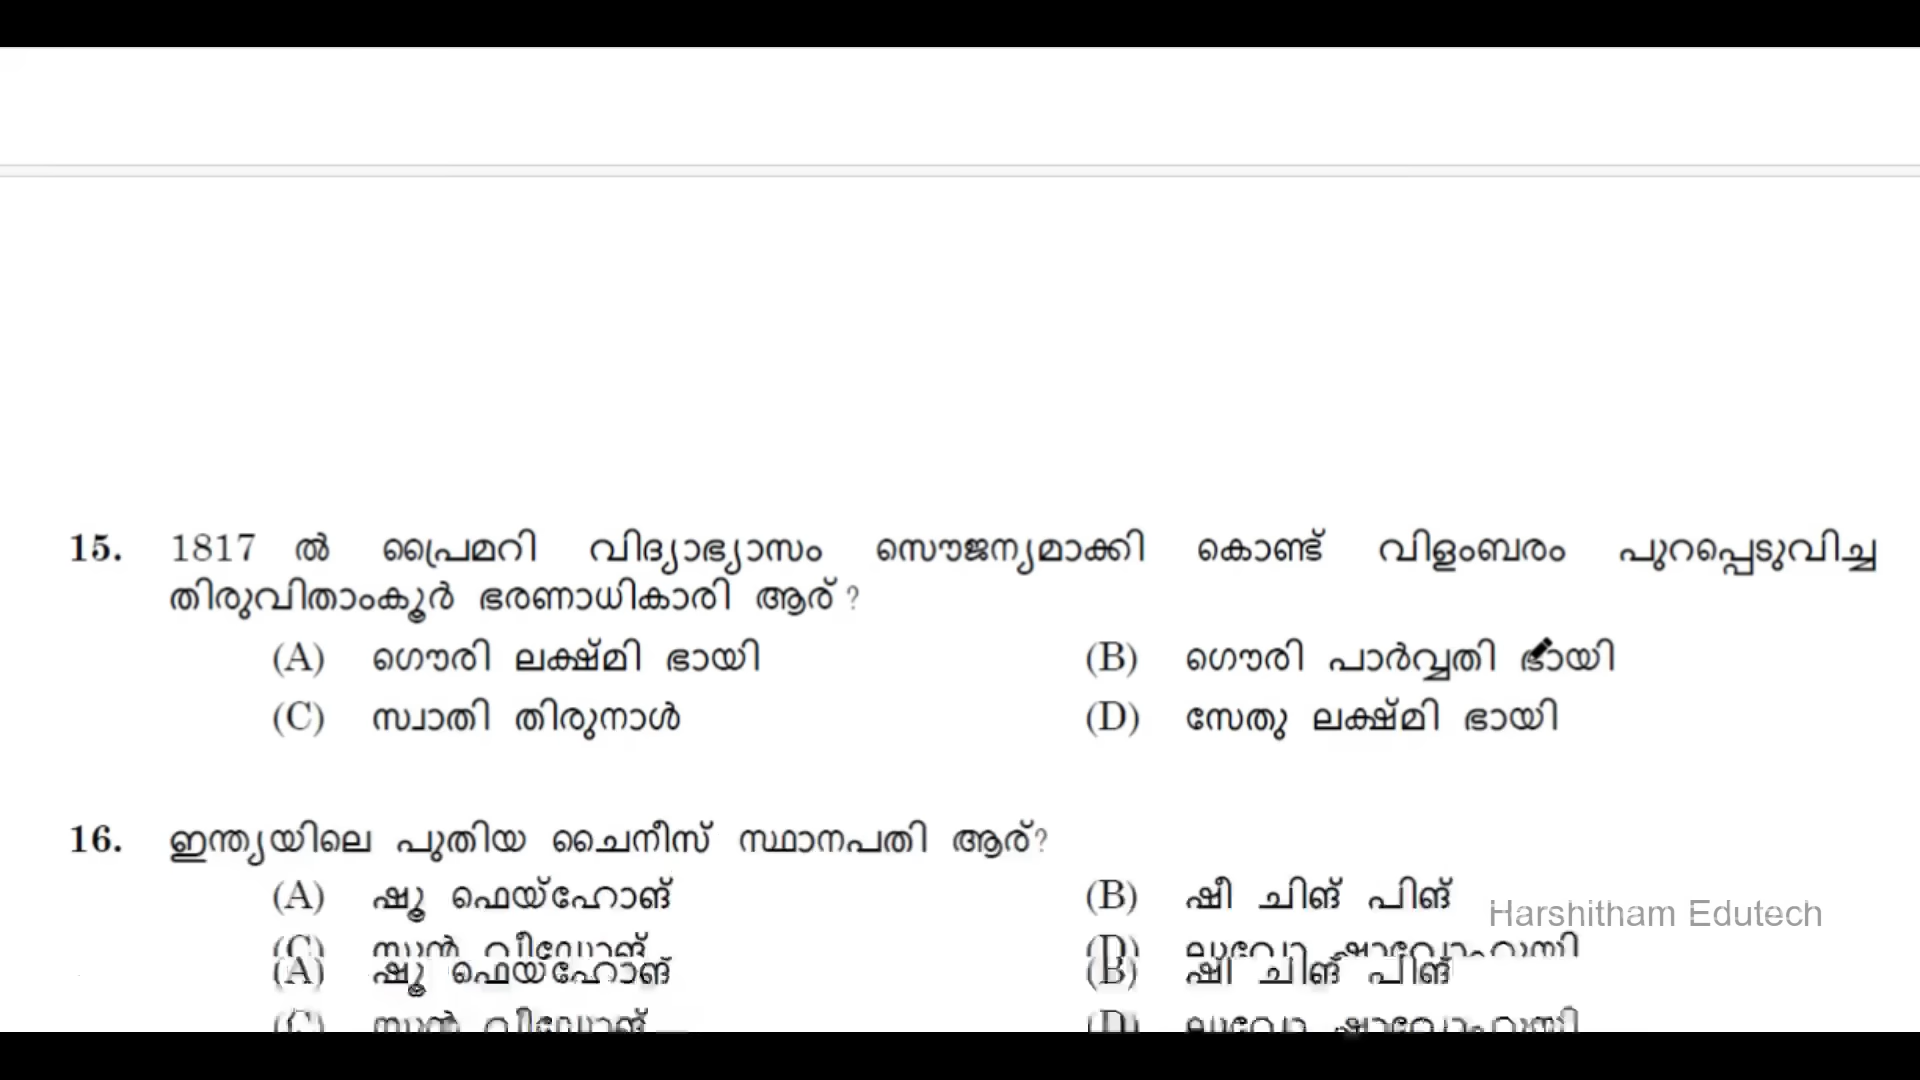 15. 1817 ൽ പ്രൈമറി വിദ്യാഭ്യാസം സൌജന്യമാക്കി കൊണ്ട് വിളംബരം പുറപ്പെടുവിച്ച
തിരുവിതാംകൂർ ഭരണാധികാരി ആര് ?
(A) ഗൌരി ലക്ഷ്മി ഭായി (B) ഗൌരി പാർവ്വതി ഭായി
(C) സ്വാതി തിരുനാൾ (D) സേതു ലക്ഷ്മി ഭായി
16. ഇന്ത്യയിലെ പുതിയ ചൈനീസ് സ്ഥാനപതി ആര്?
(A) ഷൂ ഫെയ്ഹോങ് (B) ഷീ ചിങ് പിങ്
Harshitham Edutech
(C) (D)
(A) ഷൂ ഫെയ്ഹോങ് (B) ഷീ ചിങ് പിങ്